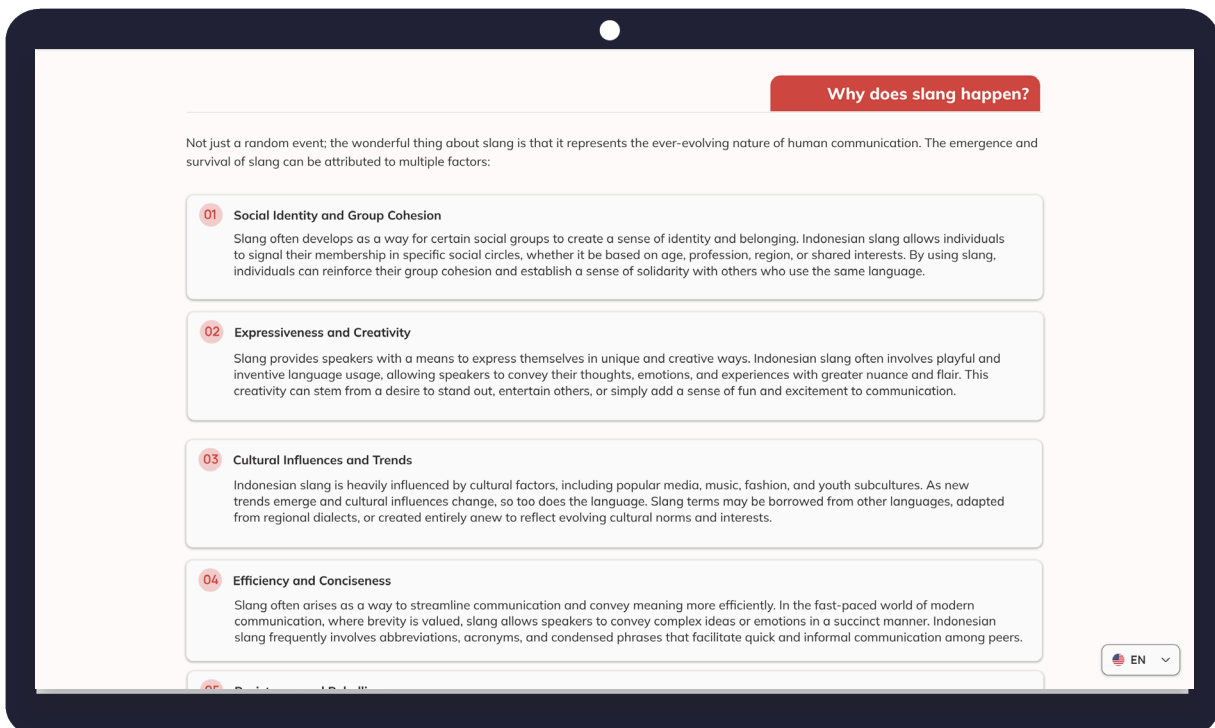 Why does slang happen?
Not just a random event; the wonderful thing about slang is that it represents the ever-evolving nature of human communication. The emergence and
survival of slang can be attributed to multiple factors:
01 Social Identity and Group Cohesion
Slang often develops as a way for certain social groups to create a sense of identity and belonging. Indonesian slang allows individuals
to signal their membership in specific social circles, whether it be based on age, profession, region, or shared interests. By using slang,
individuals can reinforce their group cohesion and establish a sense of solidarity with others who use the same language.
02 Expressiveness and Creativity
Slang provides speakers with a means to express themselves in unique and creative ways. Indonesian slang often involves playful and
inventive language usage, allowing speakers to convey their thoughts, emotions, and experiences with greater nuance and flair. This
creativity can stem from a desire to stand out, entertain others, or simply add a sense of fun and excitement to communication.
03 Cultural Influences and Trends
Indonesian slang is heavily influenced by cultural factors, including popular media, music, fashion, and youth subcultures. As new
trends emerge and cultural influences change, so too does the language. Slang terms may be borrowed from other languages, adapted
from regional dialects, or created entirely anew to reflect evolving cultural norms and interests.
04 Efficiency and Conciseness
Slang often arises as a way to streamline communication and convey meaning more efficiently. In the fast-paced world of modern
communication, where brevity is valued, slang allows speakers to convey complex ideas or emotions in a succinct manner. Indonesian
slang frequently involves abbreviations, acronyms, and condensed phrases that facilitate quick and informal communication among peers.
EN